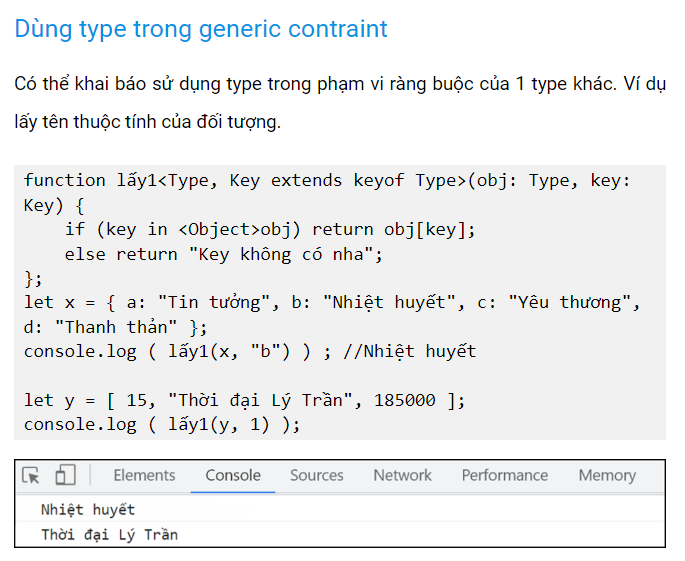 Dùng type trong generic contraint
Có thể khai báo sử dụng type trong phạm vi ràng buộc của 1 type khác. Ví dụ
lấy tên thuộc tính của đối tượng.
function lấy1<Type, Key extends keyof Type>(obj: Type, key:
Key) {
    if (key in <Object>obj) return obj[key];
    else return "Key không có nha";
};
let x = { a: "Tin tưởng", b: "Nhiệt huyết", c: "Yêu thương",
d: "Thanh thản" };
console.log ( lấy1(x, "b") ) ; //Nhiệt huyết
let y = [ 15, "Thời đại Lý Trần", 185000 ];
console.log ( lấy1(y, 1) );
Elements Console Sources Network Performance Memory
Nhiệt huyết
Thời đại Lý Trần